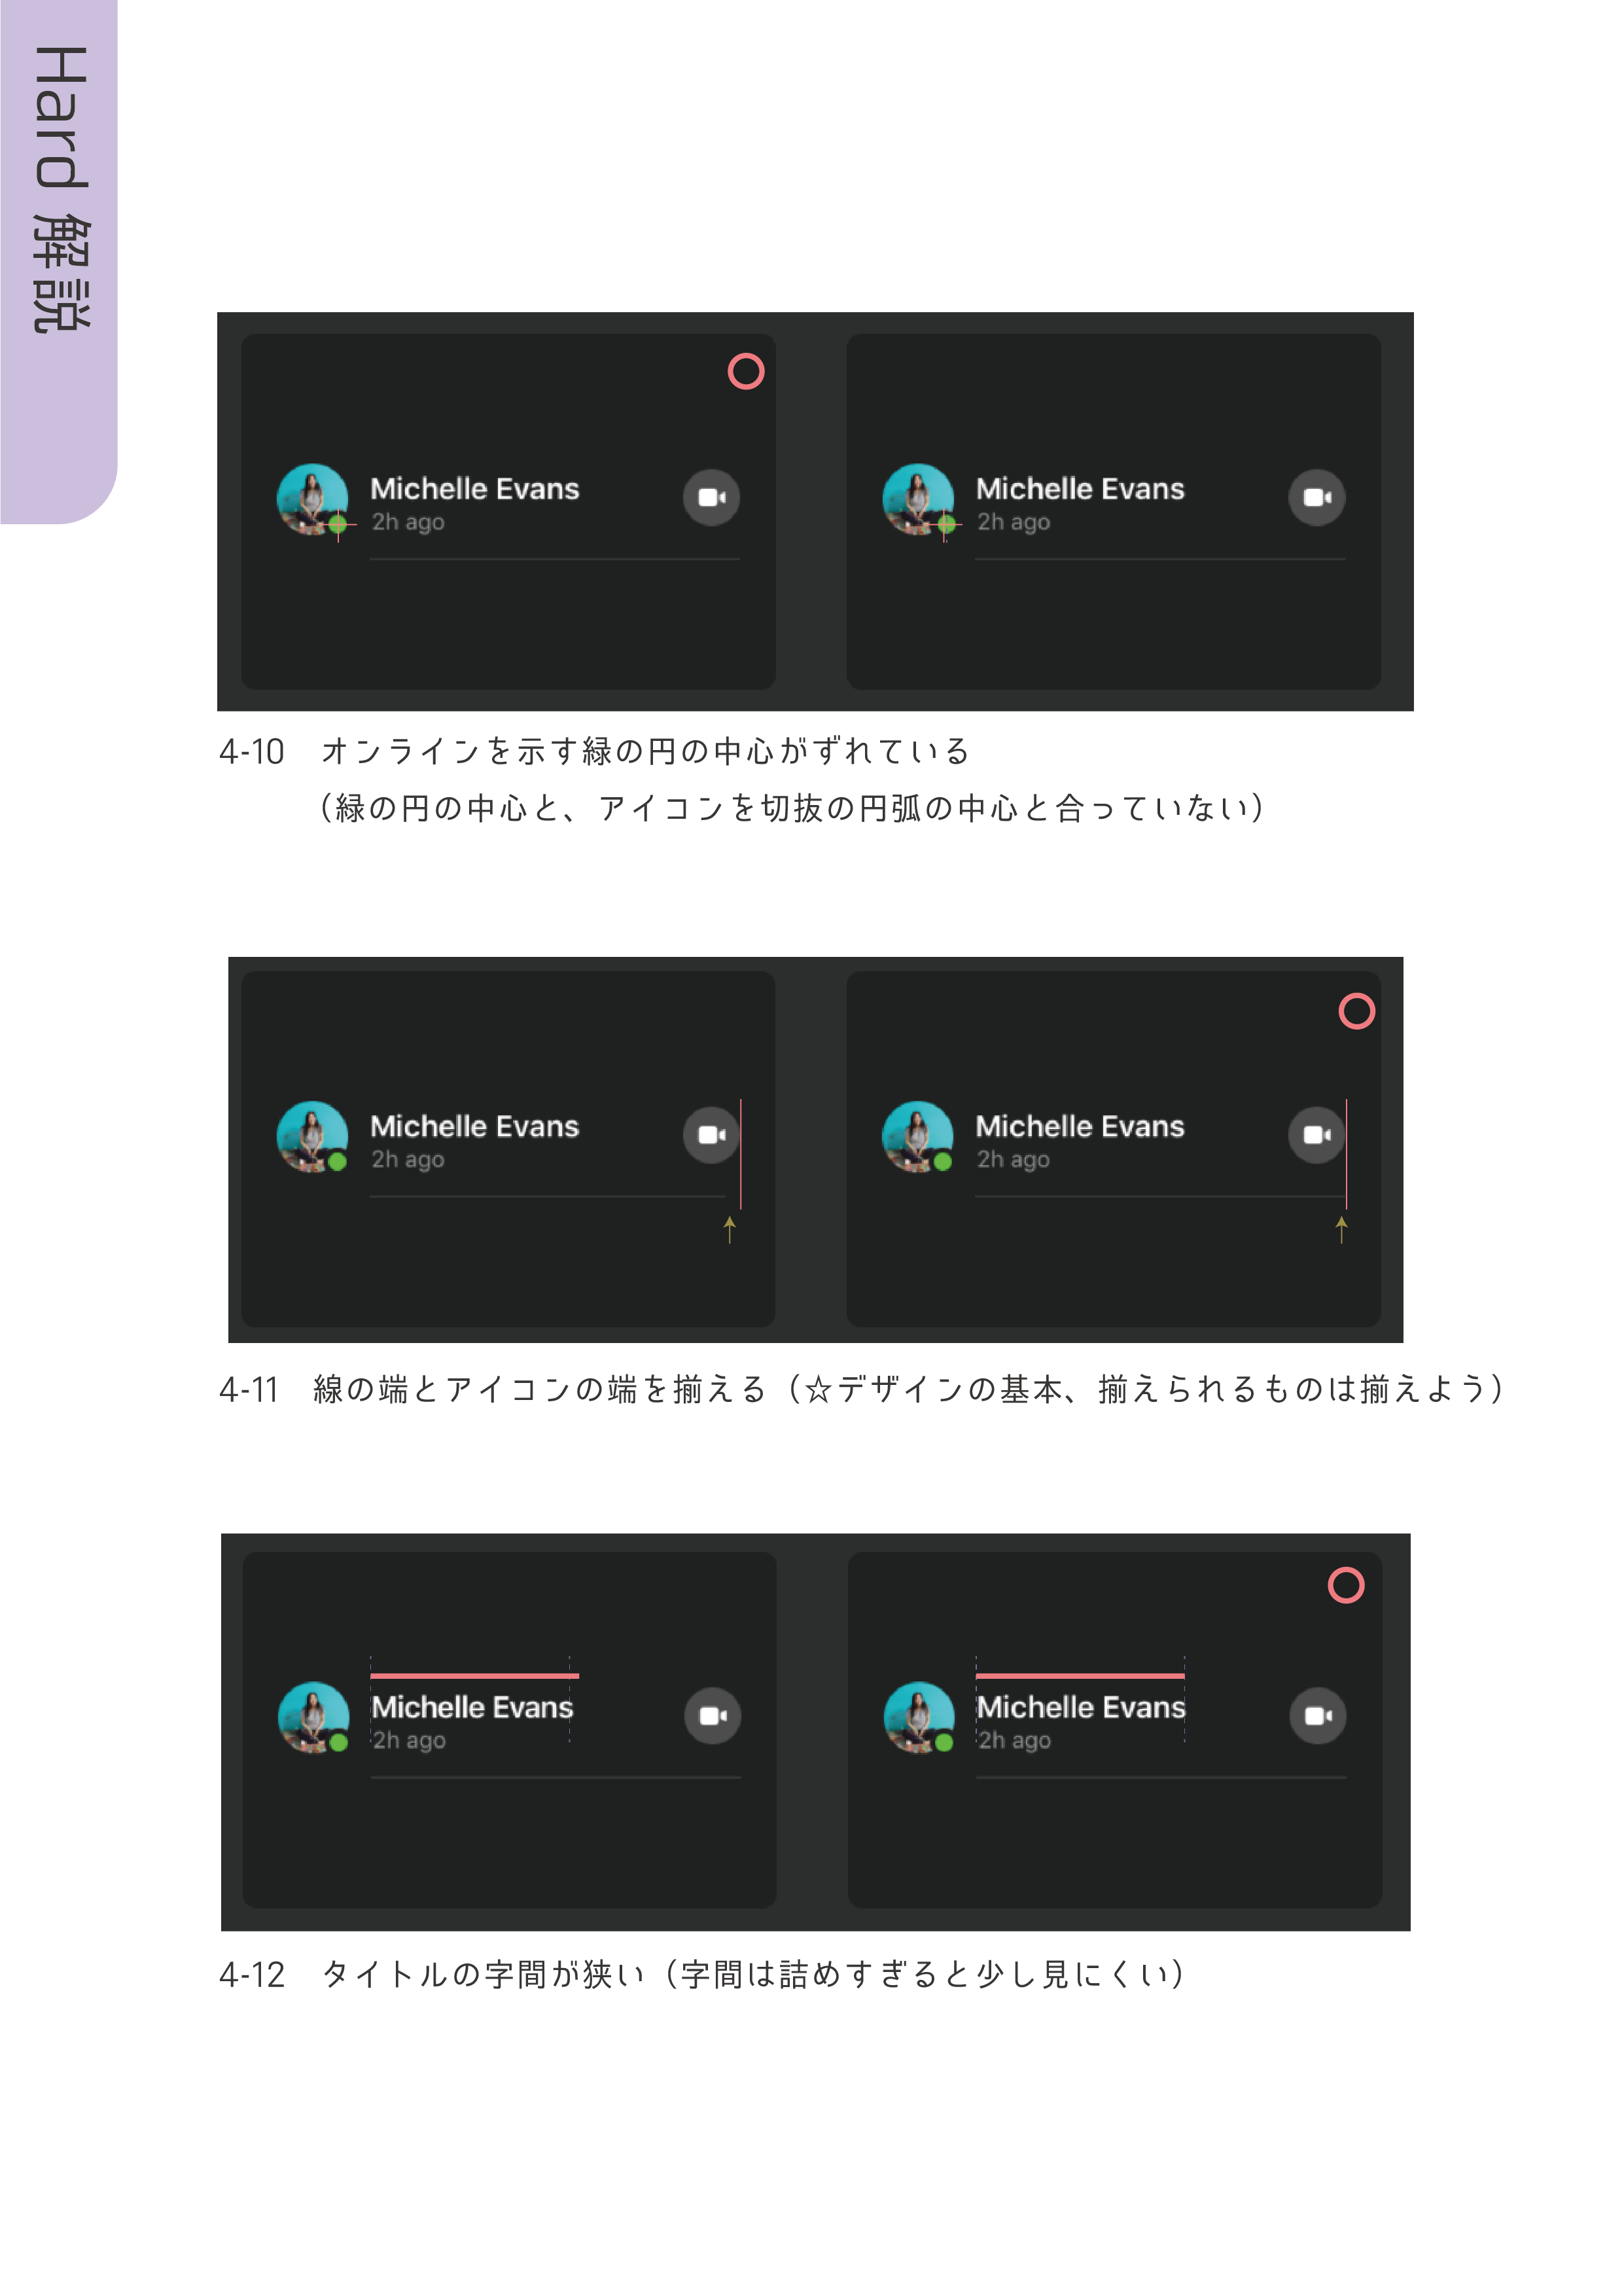 Hard 解説
Michelle Evans
2h ago
Michelle Evans
2h ago
4-10　オンラインを示す緑の円の中心がずれている
（緑の円の中心と、アイコンを切抜の円弧の中心と合っていない）
Michelle Evans
2h ago
Michelle Evans
2h ago
4-11　線の端とアイコンの端を揃える（☆デザインの基本、揃えられるものは揃えよう）
Michelle Evans
2h ago
Michelle Evans
2h ago
4-12　タイトルの字間が狭い（字間は詰めすぎると少し見にくい）